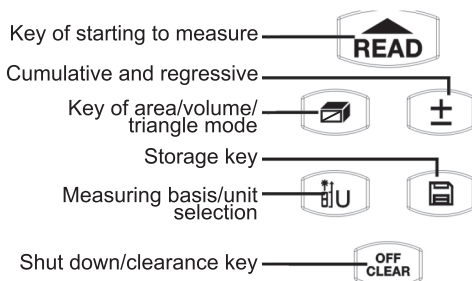 Key of starting to measure
READ
Cumulative and regressive
±
Key of area/volume/
triangle mode
Storage key
Measuring basis/unit
selection
U
Shut down/clearance key
OFF
CLEAR